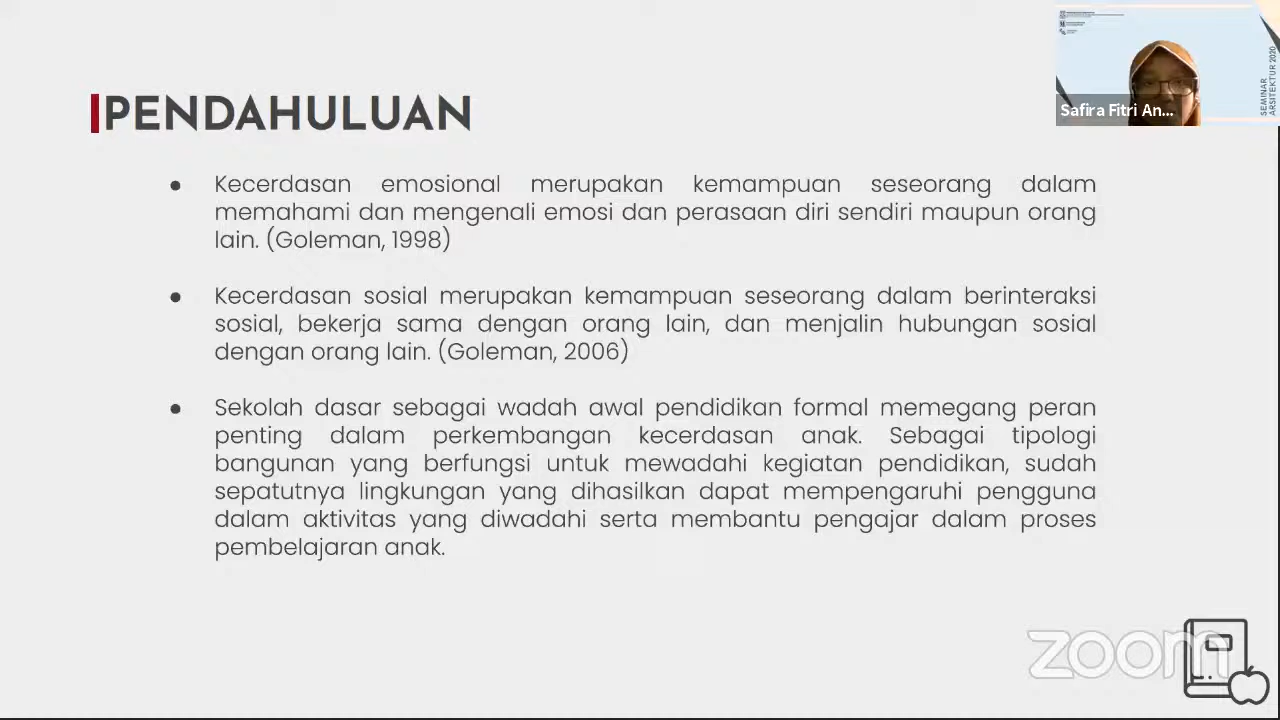 PENDAHULUAN
Safira Fitri An...
SEMINAR
ARSITEKTUR 2020
● Kecerdasan emosional merupakan kemampuan seseorang dalam
memahami dan mengenali emosi dan perasaan diri sendiri maupun orang
lain. (Goleman, 1998)
● Kecerdasan sosial merupakan kemampuan seseorang dalam berinteraksi
sosial, bekerja sama dengan orang lain, dan menjalin hubungan sosial
dengan orang lain. (Goleman, 2006)
● Sekolah dasar sebagai wadah awal pendidikan formal memegang peran
penting dalam perkembangan kecerdasan anak. Sebagai tipologi
bangunan yang berfungsi untuk mewadahi kegiatan pendidikan, sudah
sepatutnya lingkungan yang dihasilkan dapat mempengaruhi pengguna
dalam aktivitas yang diwadahi serta membantu pengajar dalam proses
pembelajaran anak.
zoom